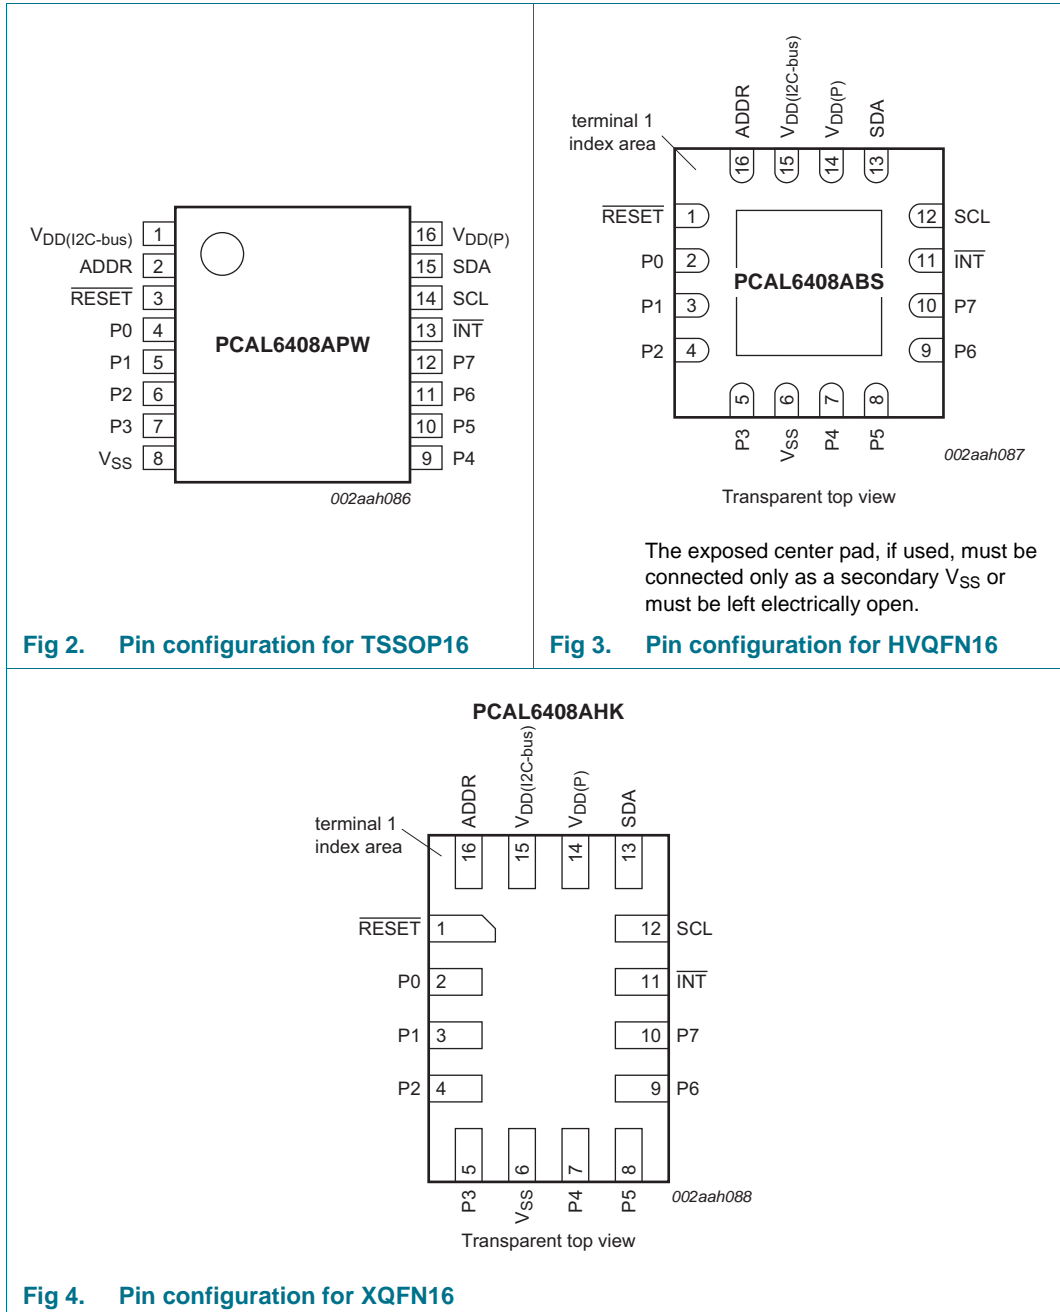 VDD(I2C-bus) 1
ADDR 2
RESET 3
P0 4
P1 5
P2 6
P3 7
VSS 8
PCAL6408APW
16 VDD(P)
15 SDA
14 SCL
13 INT
12 P7
11 P6
10 P5
9 P4
002aah086
Fig 2. Pin configuration for TSSOP16
terminal 1
index area
ADDR
VDD(I2C-bus)
VDD(P)
SDA
16
15
14
13
RESET 1
P0 2
P1 3
P2 4
PCAL6408ABS
12 SCL
11 INT
10 P7
9 P6
5
6
7
8
P3
VSS
P4
P5
002aah087
Transparent top view
The exposed center pad, if used, must be
connected only as a secondary VSS or
must be left electrically open.
Fig 3. Pin configuration for HVQFN16
PCAL6408AHK
terminal 1
index area
ADDR
VDD(I2C-bus)
VDD(P)
SDA
16
15
14
13
RESET 1
P0 2
P1 3
P2 4
12 SCL
11 INT
10 P7
9 P6
5
6
7
8
P3
VSS
P4
P5
002aah088
Transparent top view
Fig 4. Pin configuration for XQFN16